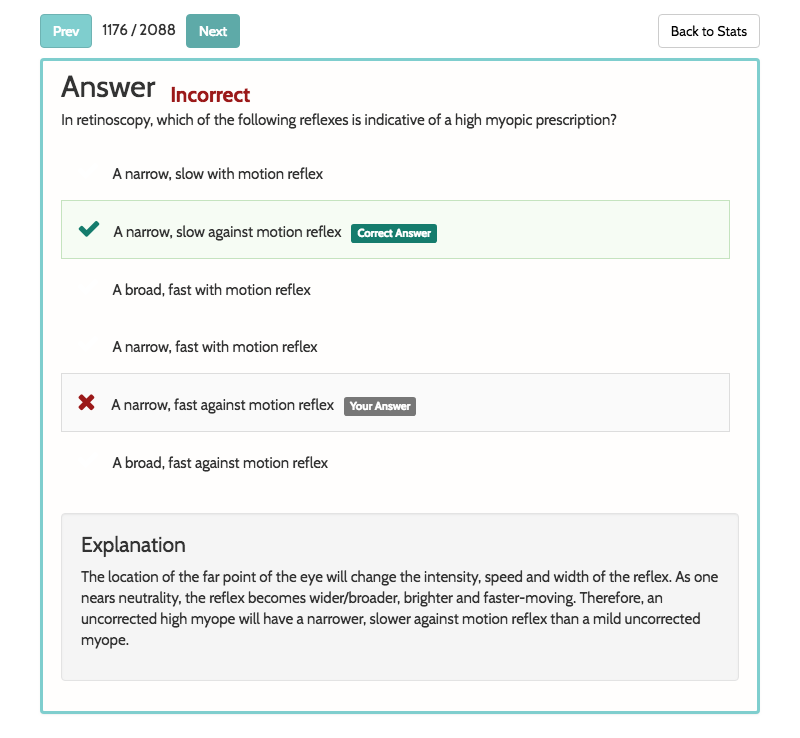 Prev 1176 / 2088 Next Back to Stats
Answer Incorrect
In retinoscopy, which of the following reflexes is indicative of a high myopic prescription?
A narrow, slow with motion reflex
A narrow, slow against motion reflex Correct Answer
A broad, fast with motion reflex
A narrow, fast with motion reflex
A narrow, fast against motion reflex Your Answer
A broad, fast against motion reflex
Explanation
The location of the far point of the eye will change the intensity, speed and width of the reflex. As one
nears neutrality, the reflex becomes wider/broader, brighter and faster-moving. Therefore, an
uncorrected high myope will have a narrower, slower against motion reflex than a mild uncorrected
myope.